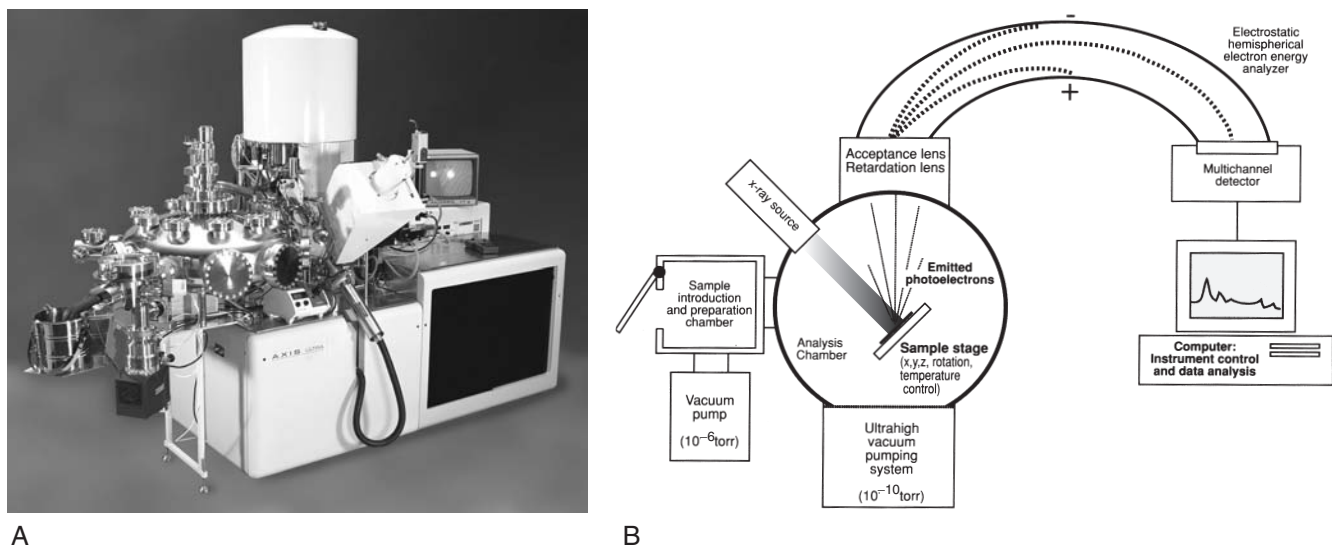 AXIS ULTRA
A
-
+
Electrostatic
hemispherical
electron energy
analyzer
Acceptance lens
Retardation lens
Multichannel
detector
x-ray source
Emitted
photoelectrons
Sample
introduction
and preparation
chamber
Analysis
Chamber
Sample stage
(x,y,z, rotation,
temperature
control)
Vacuum
pump
(10⁻⁶torr)
Ultrahigh
vacuum
pumping
system
(10⁻¹⁰torr)
Computer:
Instrument control
and data analysis
B